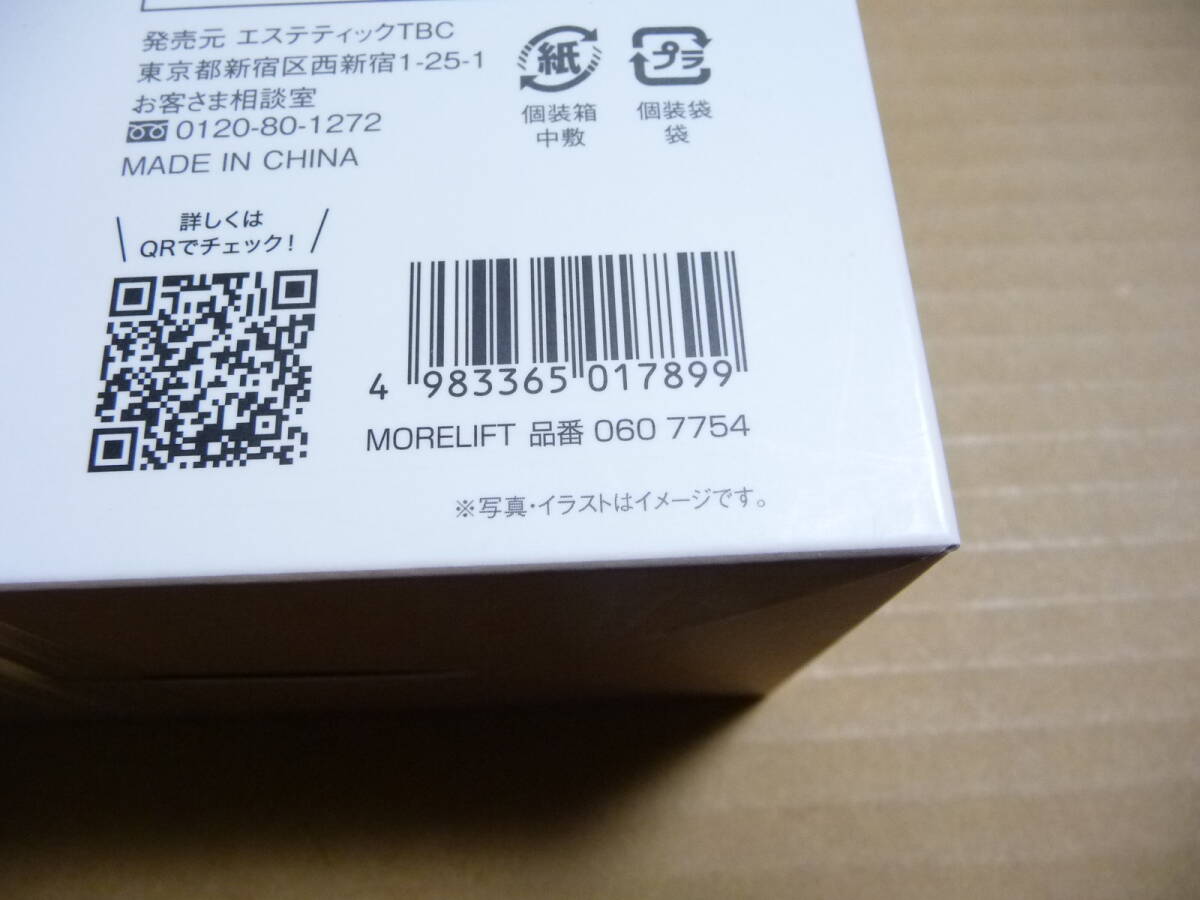 発売元 エステティックTBC
東京都新宿区西新宿1-25-1
お客さま相談室
0120-80-1272
MADE IN CHINA
紙
個装箱
中敷
プラ
個装袋
袋
詳しくは
QRでチェック!
4 983365 017899
MORELIFT 品番 060 7754
※写真・イラストはイメージです。